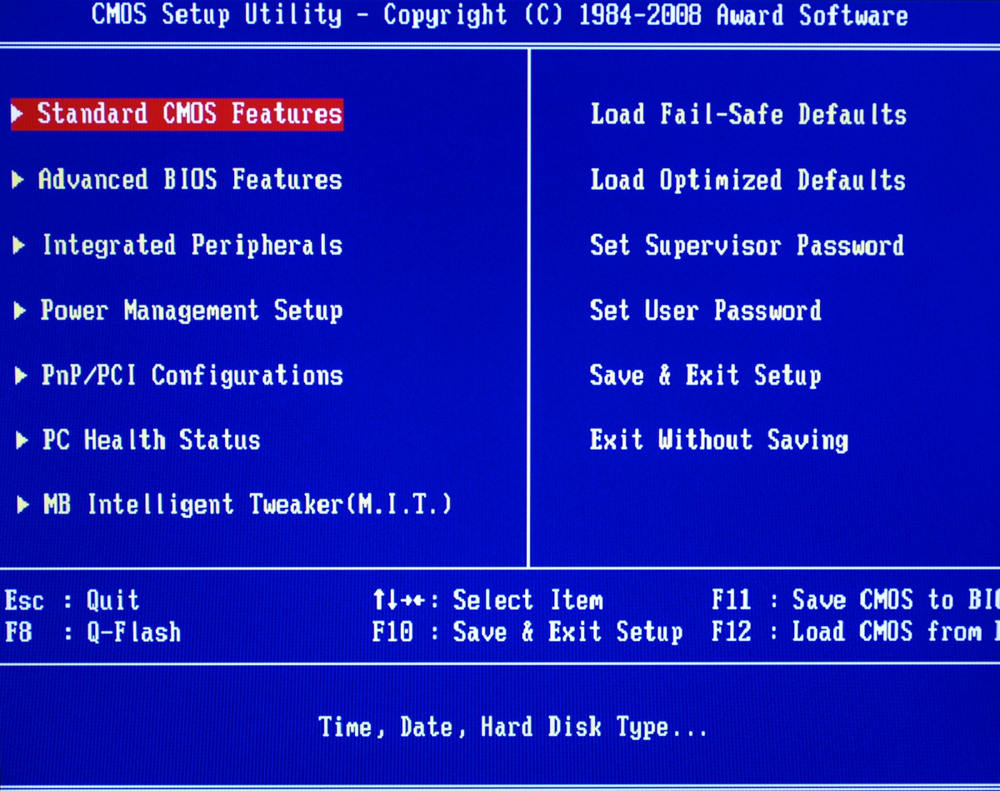 CMOS Setup Utility - Copyright (C) 1984-2008 Award Software
▶ Standard CMOS Features
▶ Advanced BIOS Features
▶ Integrated Peripherals
▶ Power Management Setup
▶ PnP/PCI Configurations
▶ PC Health Status
▶ MB Intelligent Tweaker(M.I.T.)
Load Fail-Safe Defaults
Load Optimized Defaults
Set Supervisor Password
Set User Password
Save & Exit Setup
Exit Without Saving
Esc : Quit ↑↓→←: Select Item F11 : Save CMOS to
F8 : Q-Flash F10 : Save & Exit Setup F12 : Load CMOS from
Time, Date, Hard Disk Type...